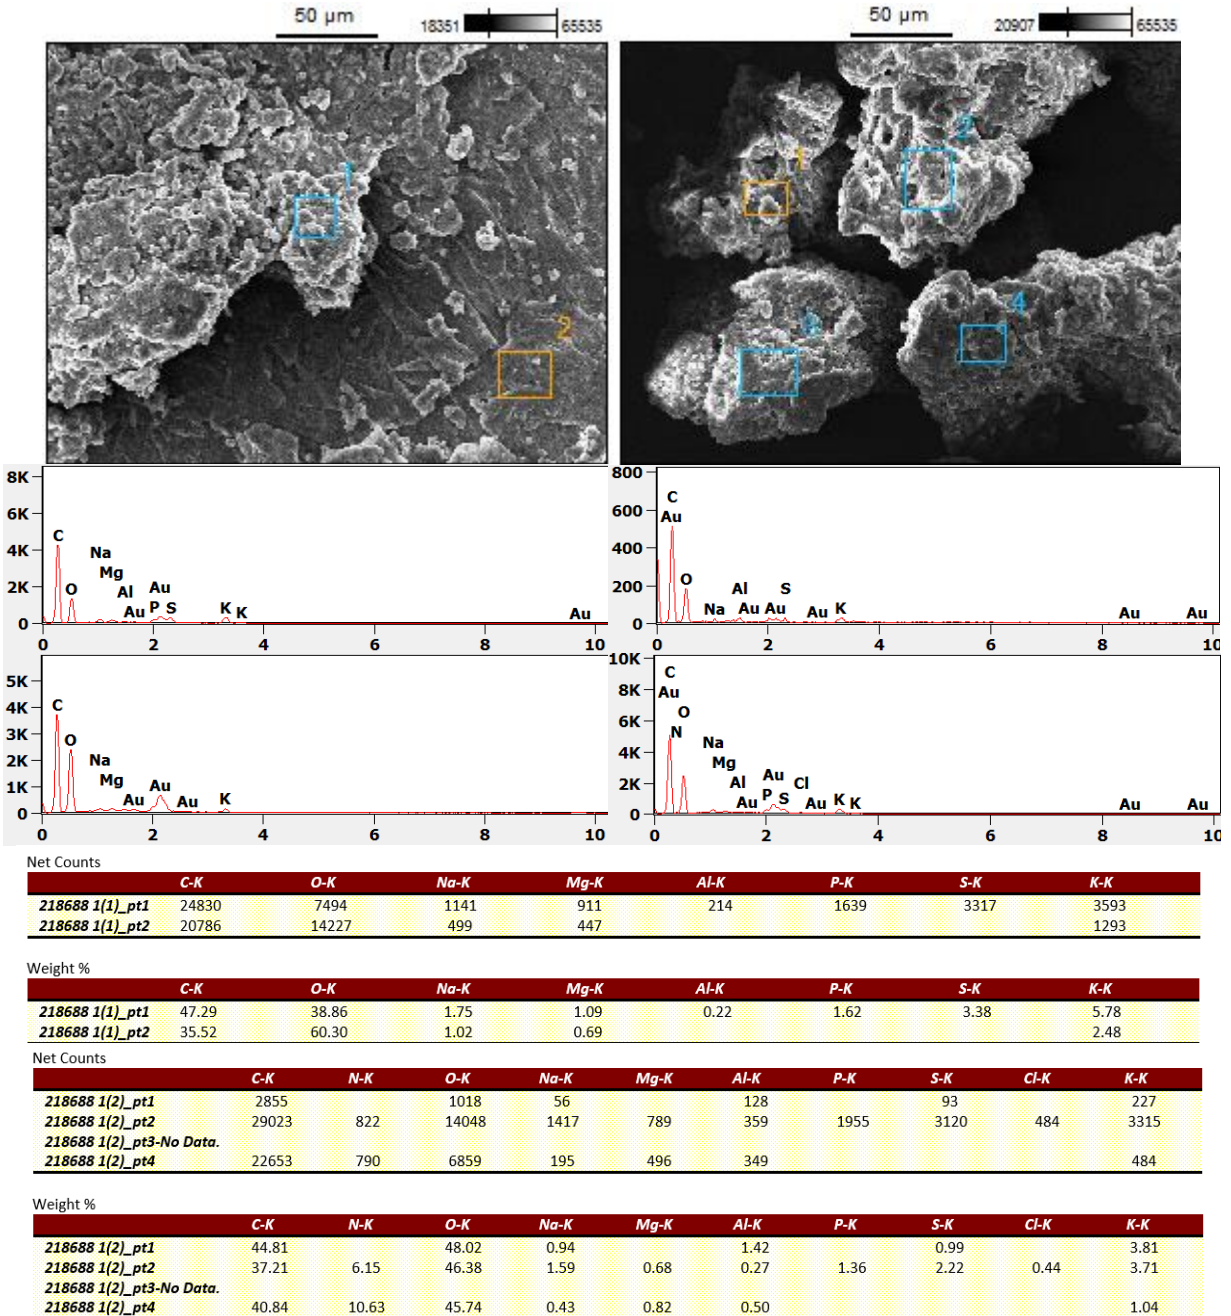 50 µm
18351 65535
50 µm
20907 65535
1
2
1
2
3
4
8K
6K
4K
2K
0
C
O
Na
Mg
Al
Au
Au
P S
K K
Au
0 2 4 6 8 10
800
600
400
200
0
C
Au
O
Na
Al
Au
Au
S
Au
K
Au
Au
0 2 4 6 8 10
5K
4K
3K
2K
1K
0
C
O
Na
Mg
Au
Au
Au
K
0 2 4 6 8 10
10K
8K
6K
4K
2K
0
C
Au
O
N
Na
Mg
Al
Au
Au
P S
Cl
Au
K K
Au
Au
0 2 4 6 8 10
Net Counts
C-K O-K Na-K Mg-K Al-K P-K S-K K-K
218688 1(1)_pt1 24830 7494 1141 911 214 1639 3317 3593
218688 1(1)_pt2 20786 14227 499 447 1293
Weight %
C-K O-K Na-K Mg-K Al-K P-K S-K K-K
218688 1(1)_pt1 47.29 38.86 1.75 1.09 0.22 1.62 3.38 5.78
218688 1(1)_pt2 35.52 60.30 1.02 0.69 2.48
Net Counts
C-K N-K O-K Na-K Mg-K Al-K P-K S-K Cl-K K-K
218688 1(2)_pt1 2855 1018 56 128 93 227
218688 1(2)_pt2 29023 822 14048 1417 789 359 1955 3120 484 3315
218688 1(2)_pt3-No Data.
218688 1(2)_pt4 22653 790 6859 195 496 349 484
Weight %
C-K N-K O-K Na-K Mg-K Al-K P-K S-K Cl-K K-K
218688 1(2)_pt1 44.81 48.02 0.94 1.42 0.99 3.81
218688 1(2)_pt2 37.21 6.15 46.38 1.59 0.68 0.27 1.36 2.22 0.44 3.71
218688 1(2)_pt3-No Data.
218688 1(2)_pt4 40.84 10.63 45.74 0.43 0.82 0.50 1.04